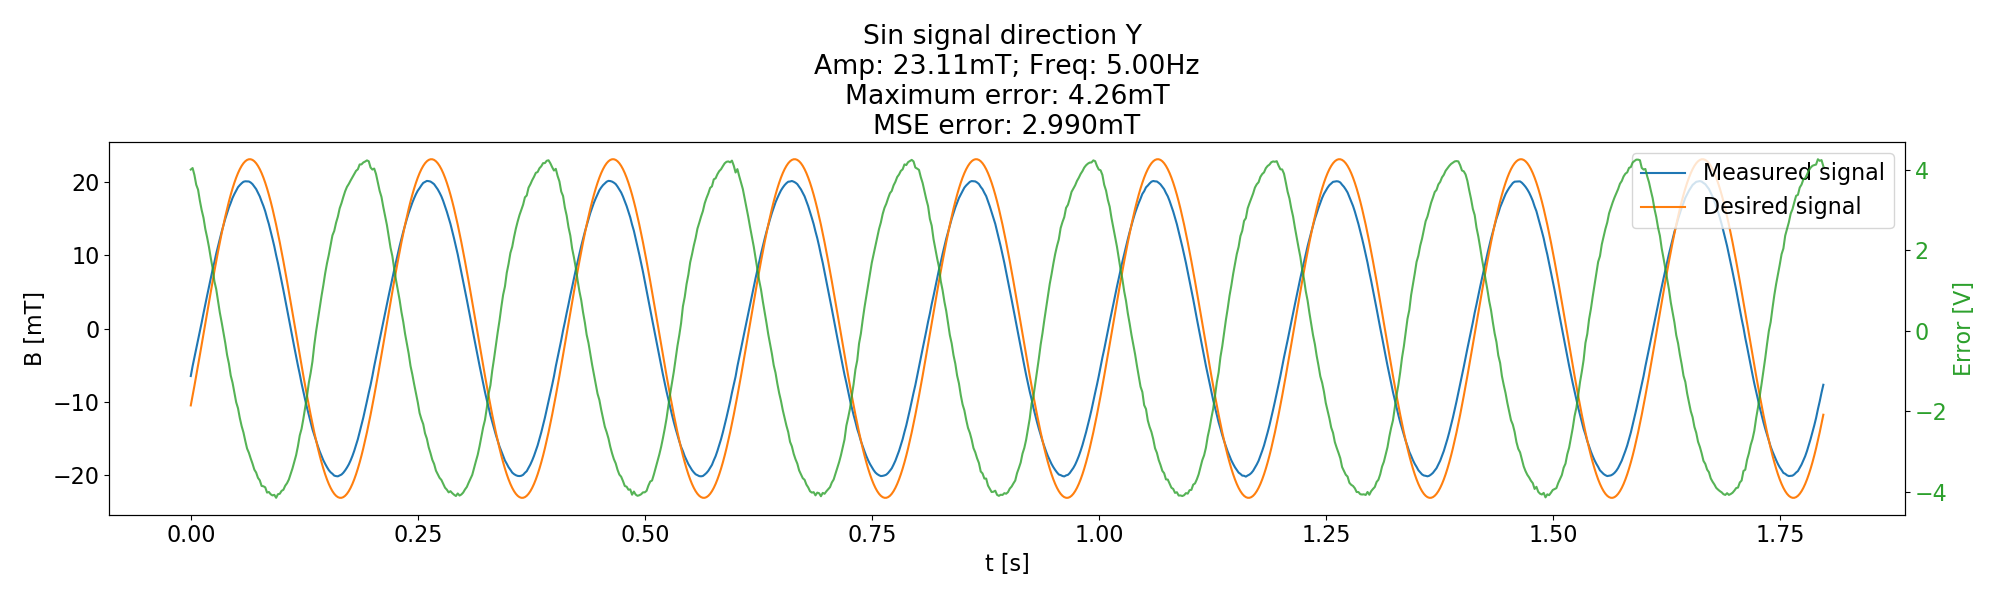 Sin signal direction Y
Amp: 23.11mT; Freq: 5.00Hz
Maximum error: 4.26mT
MSE error: 2.990mT
Measured signal
Desired signal
B [mT]
20
10
0
−10
−20
4
2
0
−2
−4
Error [V]
0.00 0.25 0.50 0.75 1.00 1.25 1.50 1.75
t [s]